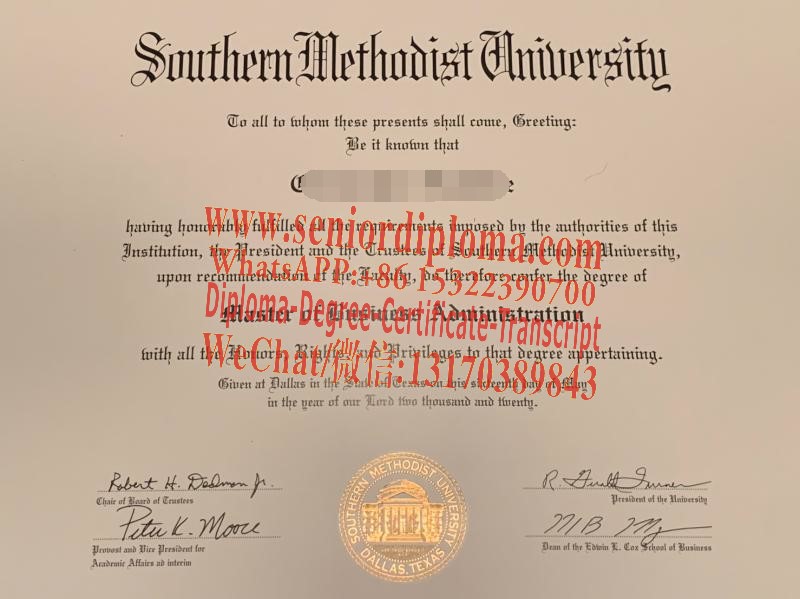 Southern Methodist University
To all to whom these presents shall come, Greeting:
Be it known that
having honorably fulfilled all the requirements imposed by the authorities of this
www.seniordiploma.com
Institution, the President and the Trustees of Southern Methodist University,
WhatsAPP:+86 15322390700
upon recommendation of the Faculty, do therefore confer the degree of
Diploma-Degree-Certificate-Transcript
Master of Business Administration
with all the Honors, Rights, and Privileges to that degree appertaining.
WeChat/微信:13170389843
Given at Dallas in the State of Texas on this sixteenth day of May
in the year of our Lord two thousand and twenty.
Robert H. Dedman Jr.
Chair of Board of Trustees
R. Gerald Turner
President of the University
Peter K. Moore
Provost and Vice President for
Academic Affairs ad interim
Dean of the Edwin L. Cox School of Business
SOUTHERN METHODIST UNIVERSITY
DALLAS, TEXAS